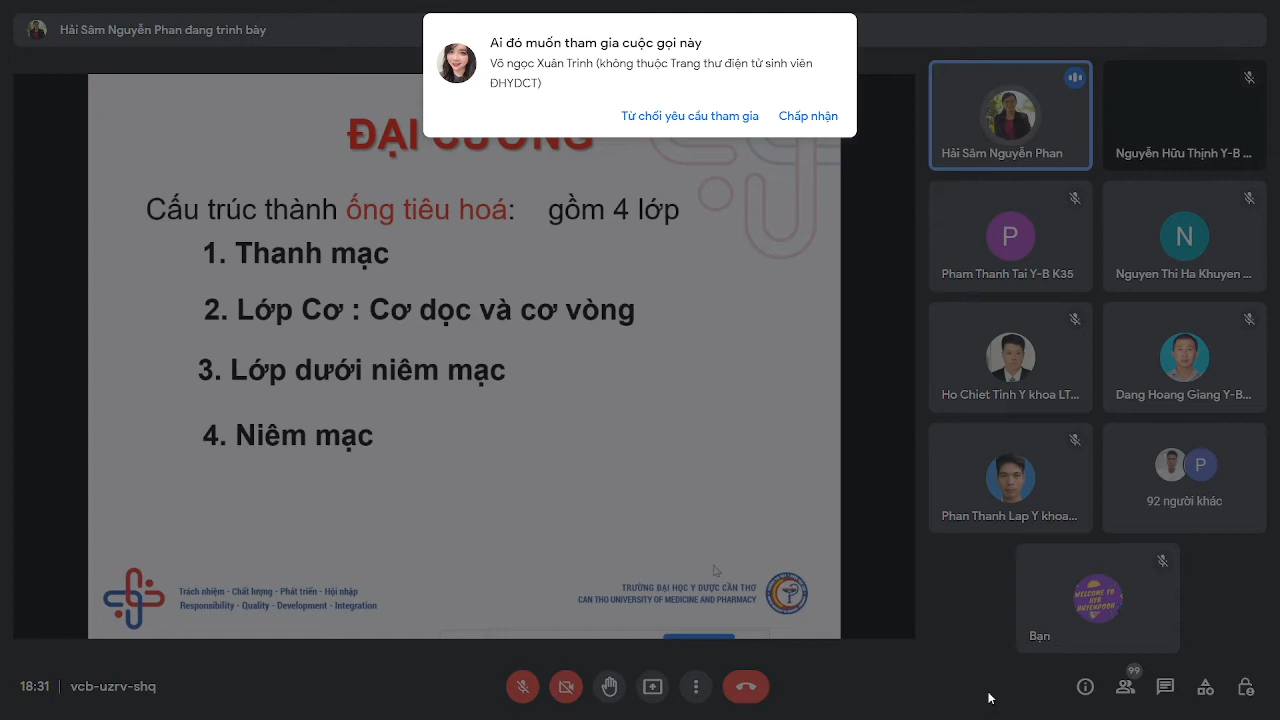 Hải Sâm Nguyễn Phan đang trình bày
Ai đó muốn tham gia cuộc gọi này
Võ ngọc Xuân Trinh (không thuộc Trang thư điện tử sinh viên
ĐHYDCT)
Từ chối yêu cầu tham gia
Chấp nhận
ĐẠI CƯƠNG
Cấu trúc thành ống tiêu hoá: gồm 4 lớp
1. Thanh mạc
2. Lớp Cơ : Cơ dọc và cơ vòng
3. Lớp dưới niêm mạc
4. Niêm mạc
Trách nhiệm - Chất lượng - Phát triển - Hội nhập
Responsibility - Quality - Development - Integration
TRƯỜNG ĐẠI HỌC Y DƯỢC CẦN THƠ
CAN THO UNIVERSITY OF MEDICINE AND PHARMACY
Hải Sâm Nguyễn Phan
Nguyễn Hữu Thịnh Y-B ...
P
Pham Thanh Tai Y-B K35
N
Nguyen Thi Ha Khuyen ...
Ho Chiet Tinh Y khoa LT...
Dang Hoang Giang Y-B...
Phan Thanh Lap Y khoa...
P
92 người khác
WELCOME TO
AYB
HUYENPOOH
Bạn
18:31
vcb-uzrv-shq
99